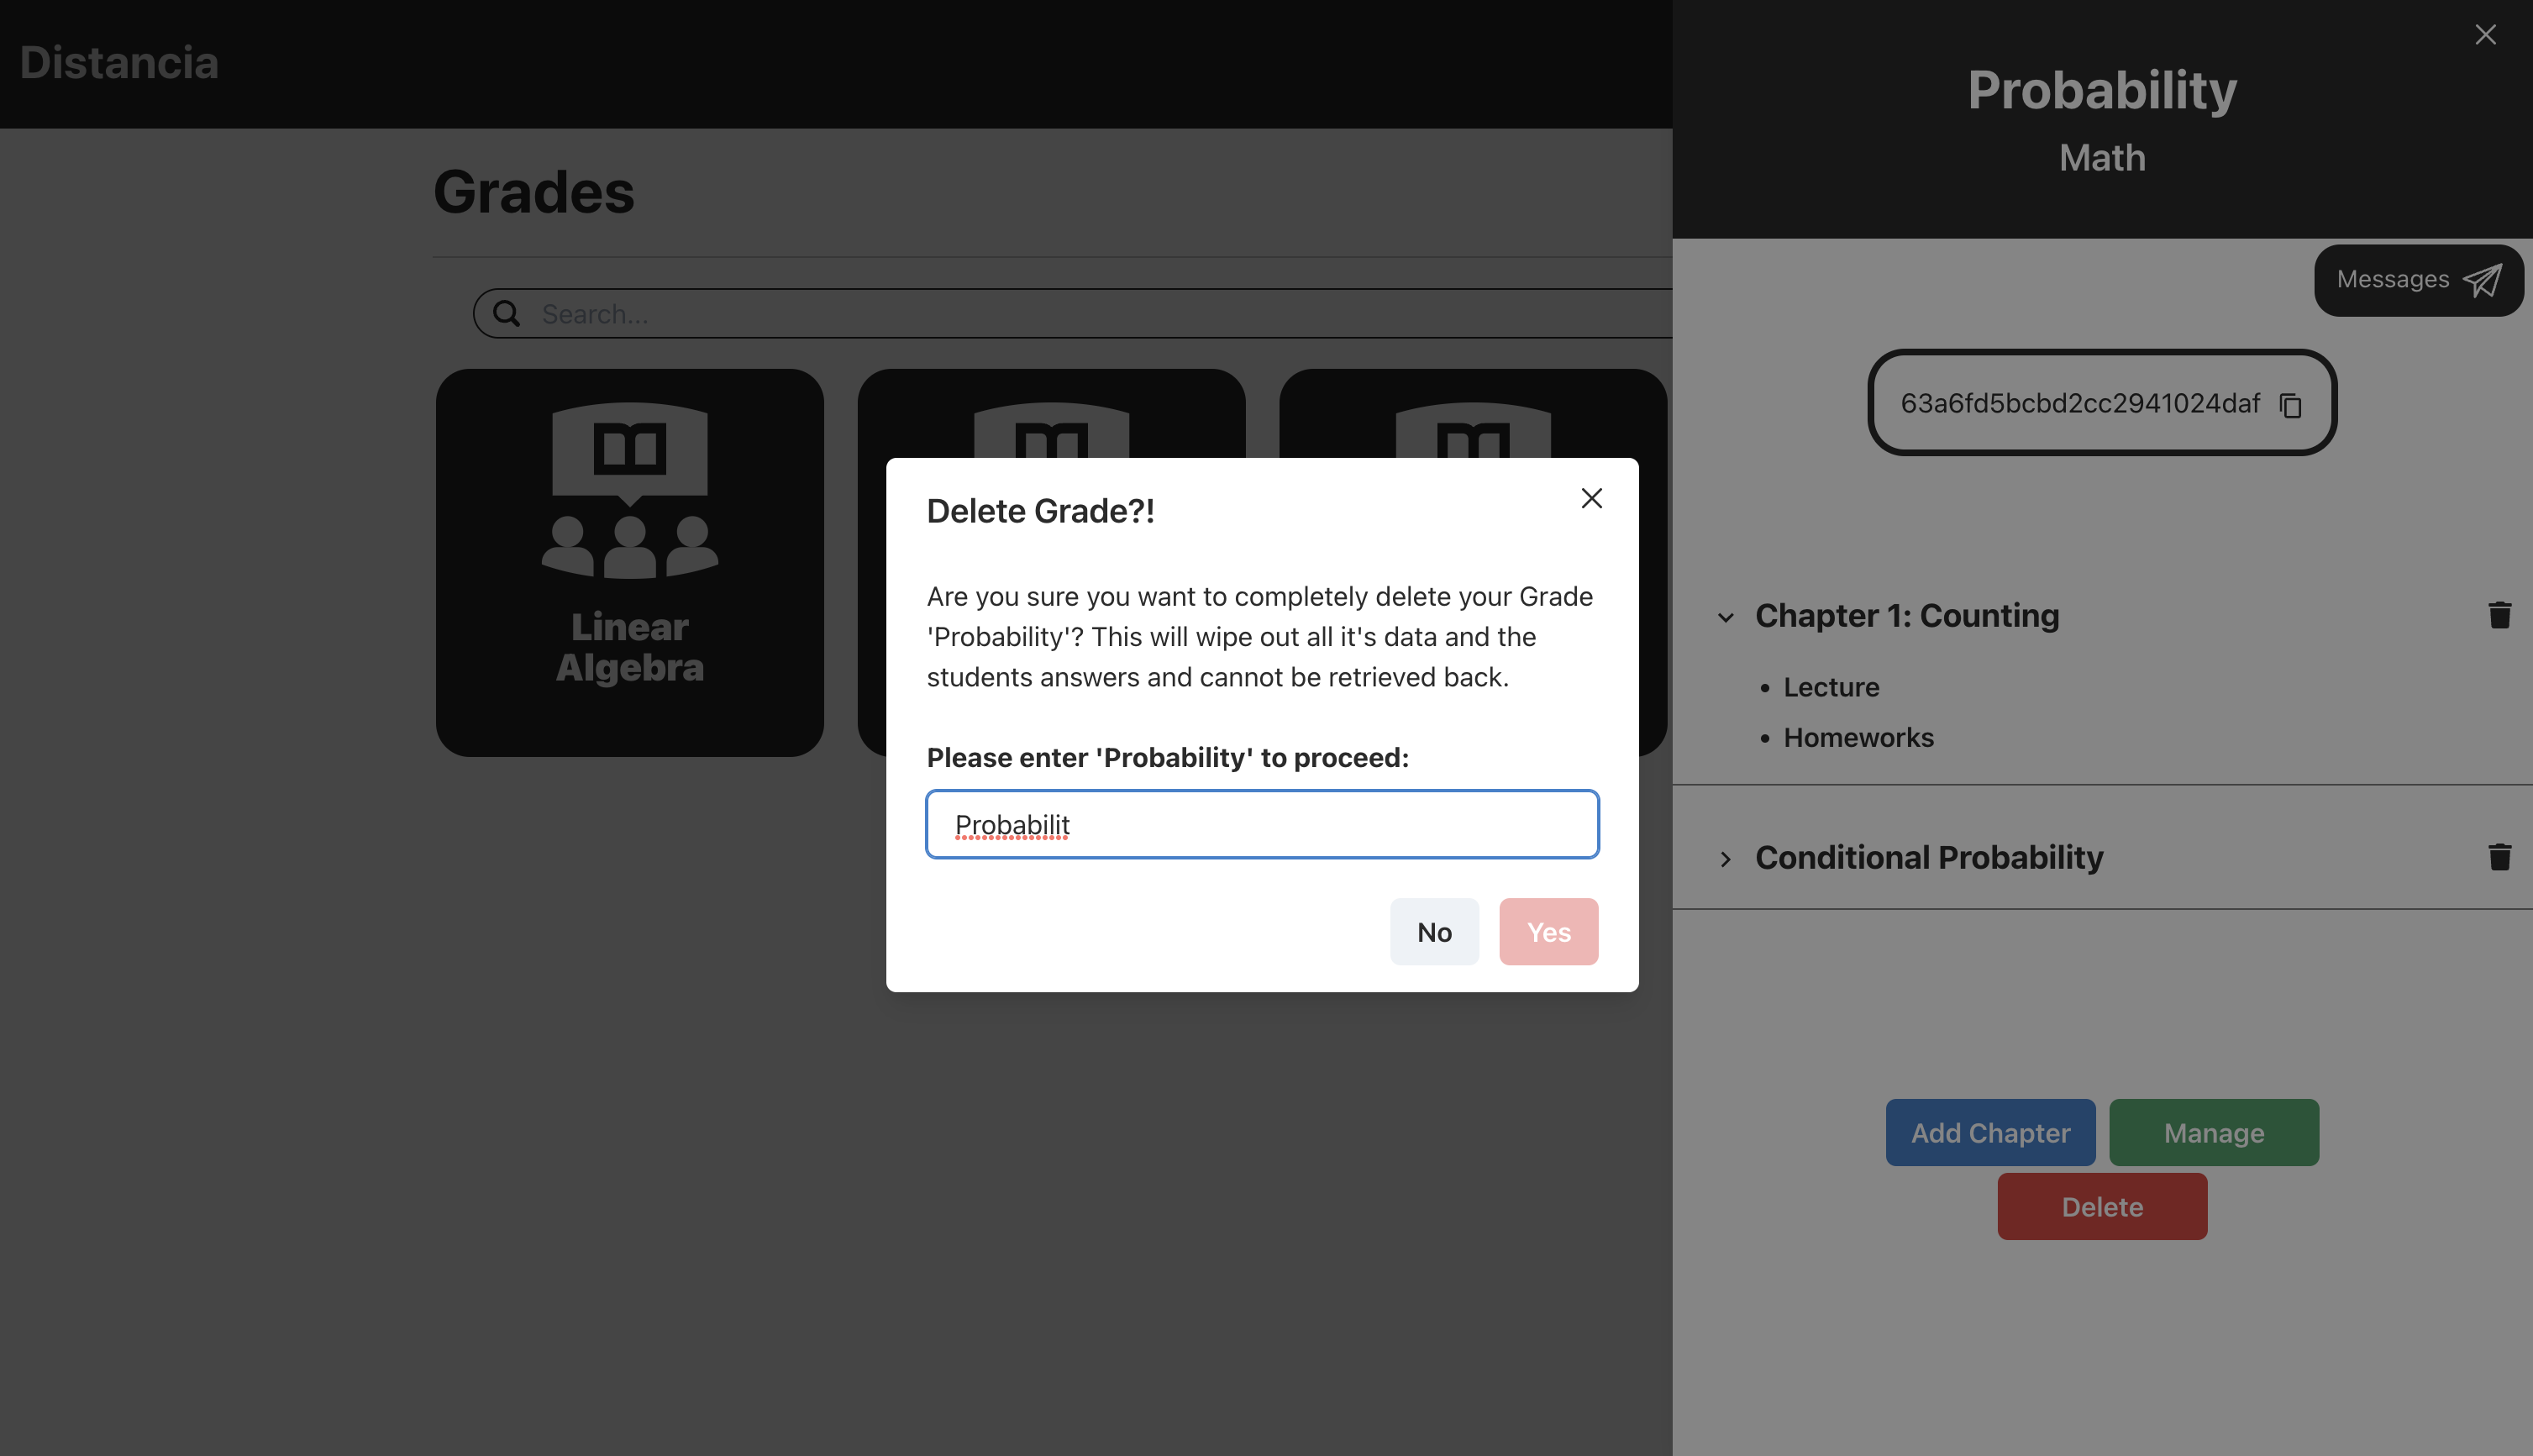 Distancia
Grades
Search...
Linear
Algebra
Delete Grade?!
Are you sure you want to completely delete your Grade
'Probability'? This will wipe out all it's data and the
students answers and cannot be retrieved back.
Please enter 'Probability' to proceed:
Probabilit
No
Yes
Probability
Math
Messages
63a6fd5bcbd2cc2941024daf
Chapter 1: Counting
• Lecture
• Homeworks
Conditional Probability
Add Chapter
Manage
Delete